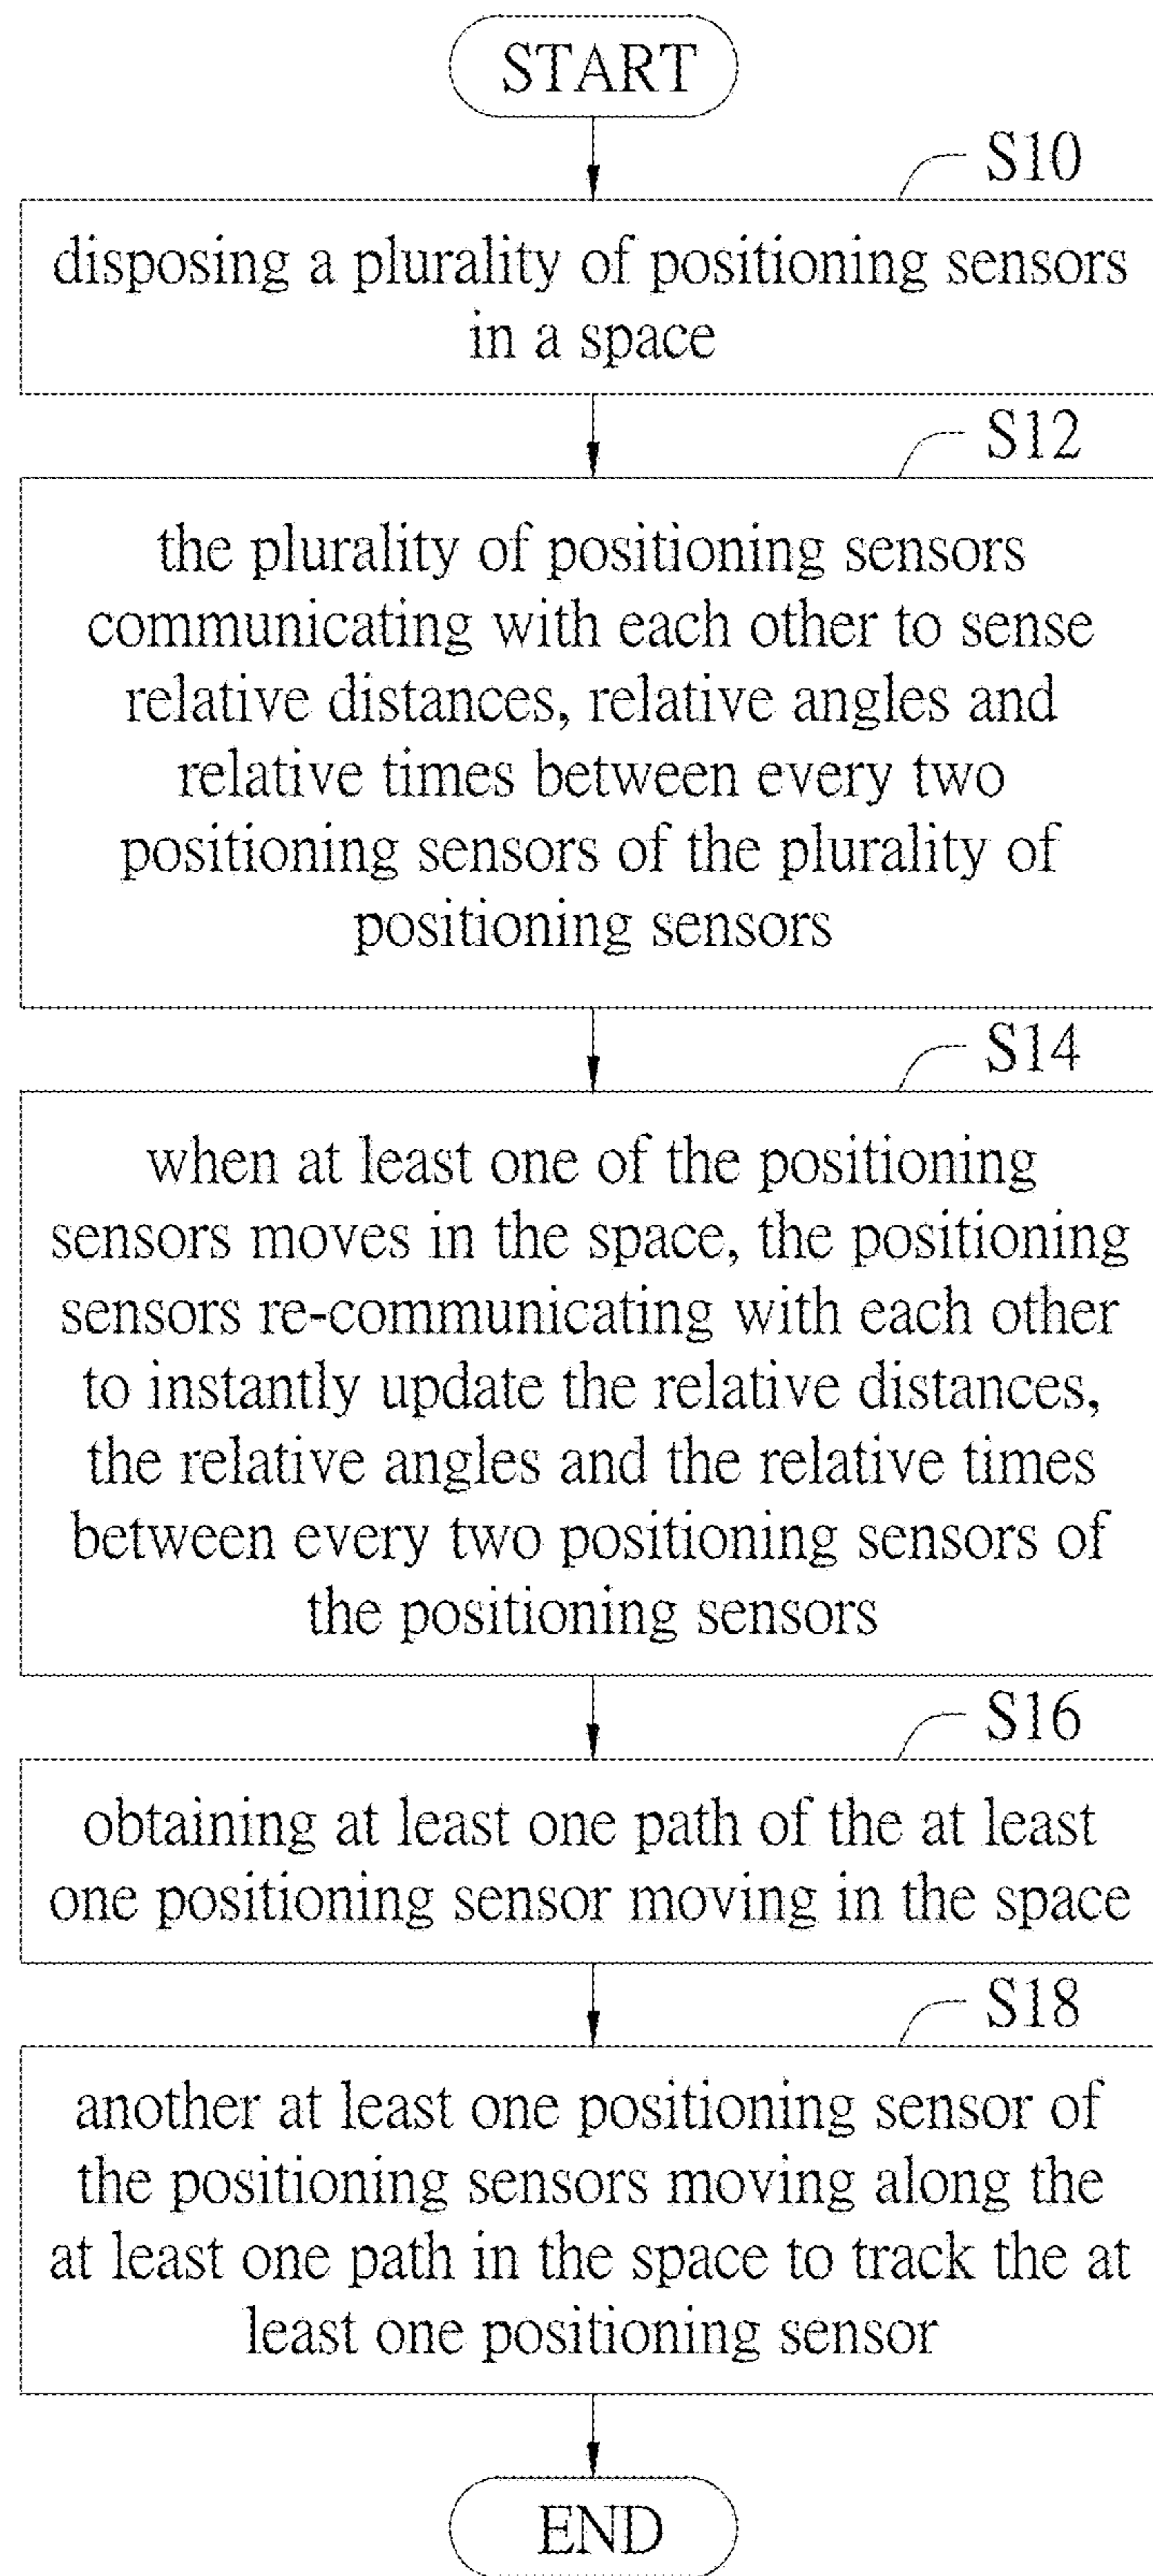 START
S10
disposing a plurality of positioning sensors
in a space
S12
the plurality of positioning sensors
communicating with each other to sense
relative distances, relative angles and
relative times between every two
positioning sensors of the plurality of
positioning sensors
S14
when at least one of the positioning
sensors moves in the space, the positioning
sensors re-communicating with each other
to instantly update the relative distances,
the relative angles and the relative times
between every two positioning sensors of
the positioning sensors
S16
obtaining at least one path of the at least
one positioning sensor moving in the space
S18
another at least one positioning sensor of
the positioning sensors moving along the
at least one path in the space to track the at
least one positioning sensor
END